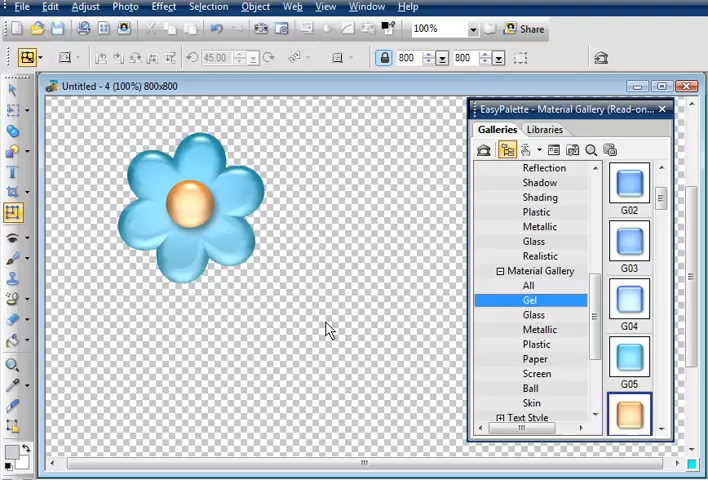 File Edit Adjust Photo Effect Selection Object Web View Window Help
100% Share
45.00 800 800
Untitled - 4 (100%) 800x800
EasyPalette - Material Gallery (Read-on...
Galleries Libraries
Reflection
Shadow
Shading
Plastic
Metallic
Glass
Realistic
Material Gallery
All
Gel
Glass
Metallic
Plastic
Paper
Screen
Ball
Skin
Text Style
G02
G03
G04
G05